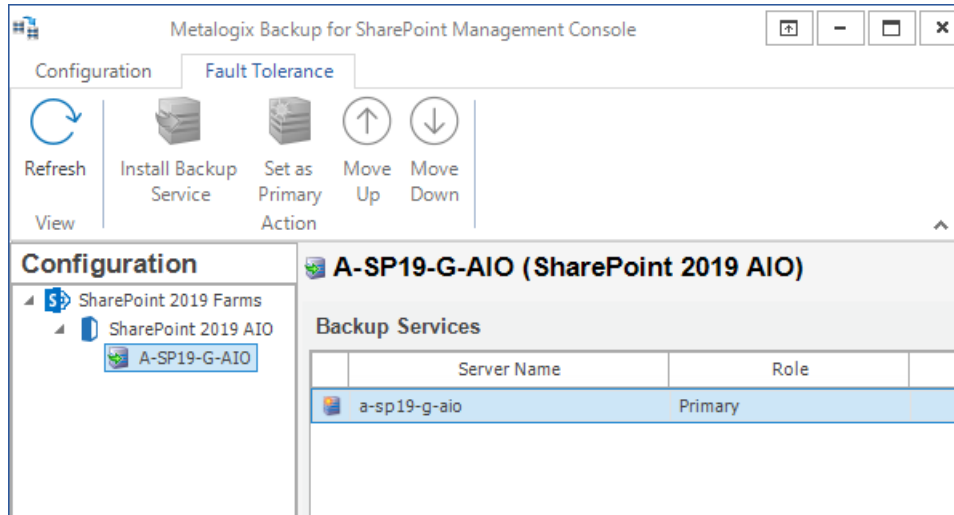 Metalogix Backup for SharePoint Management Console
Configuration
Fault Tolerance
Refresh
Install Backup
Service
Set as
Primary
Move
Up
Move
Down
View
Action
Configuration
SharePoint 2019 Farms
SharePoint 2019 AIO
A-SP19-G-AIO
A-SP19-G-AIO (SharePoint 2019 AIO)
Backup Services
Server Name
Role
a-sp19-g-aio
Primary